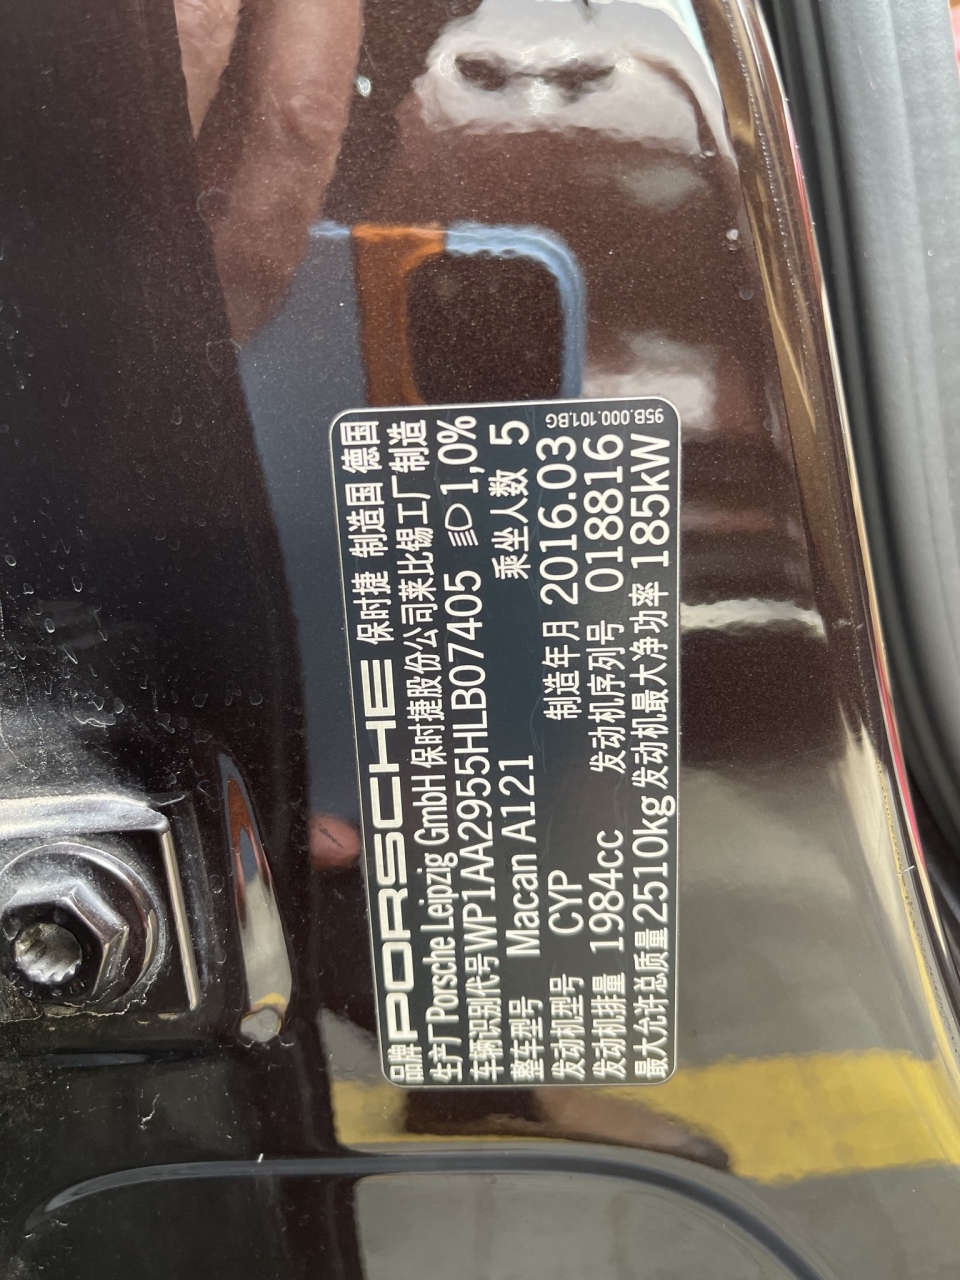 品牌 PORSCHE 保时捷 制造国 德国
生产厂 Porsche Leipzig GmbH 保时捷股份公司莱比锡工厂制造
车辆识别代号 WP1AA2955HLB07405 1,0%
整车型号 Macan A121 乘坐人数 5
发动机型号 CYP 制造年月 2016.03
发动机排量 1984cc 发动机序列号 018816
最大允许总质量 2510kg 发动机最大净功率 185kW
95B.000.101.BG